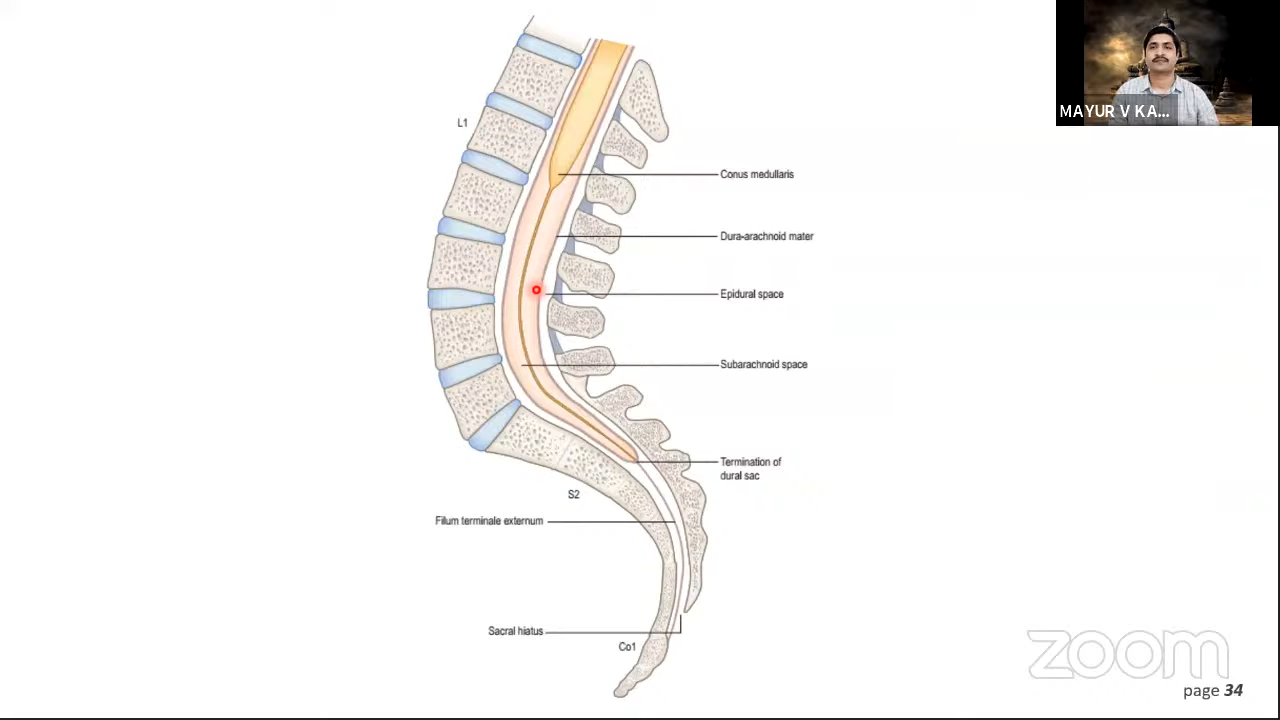 MAYUR V KA...
L1
Conus medullaris
Dura-arachnoid mater
Epidural space
Subarachnoid space
Termination of
dural sac
S2
Filum terminale externum
Sacral hiatus
Co1
zoom
page 34